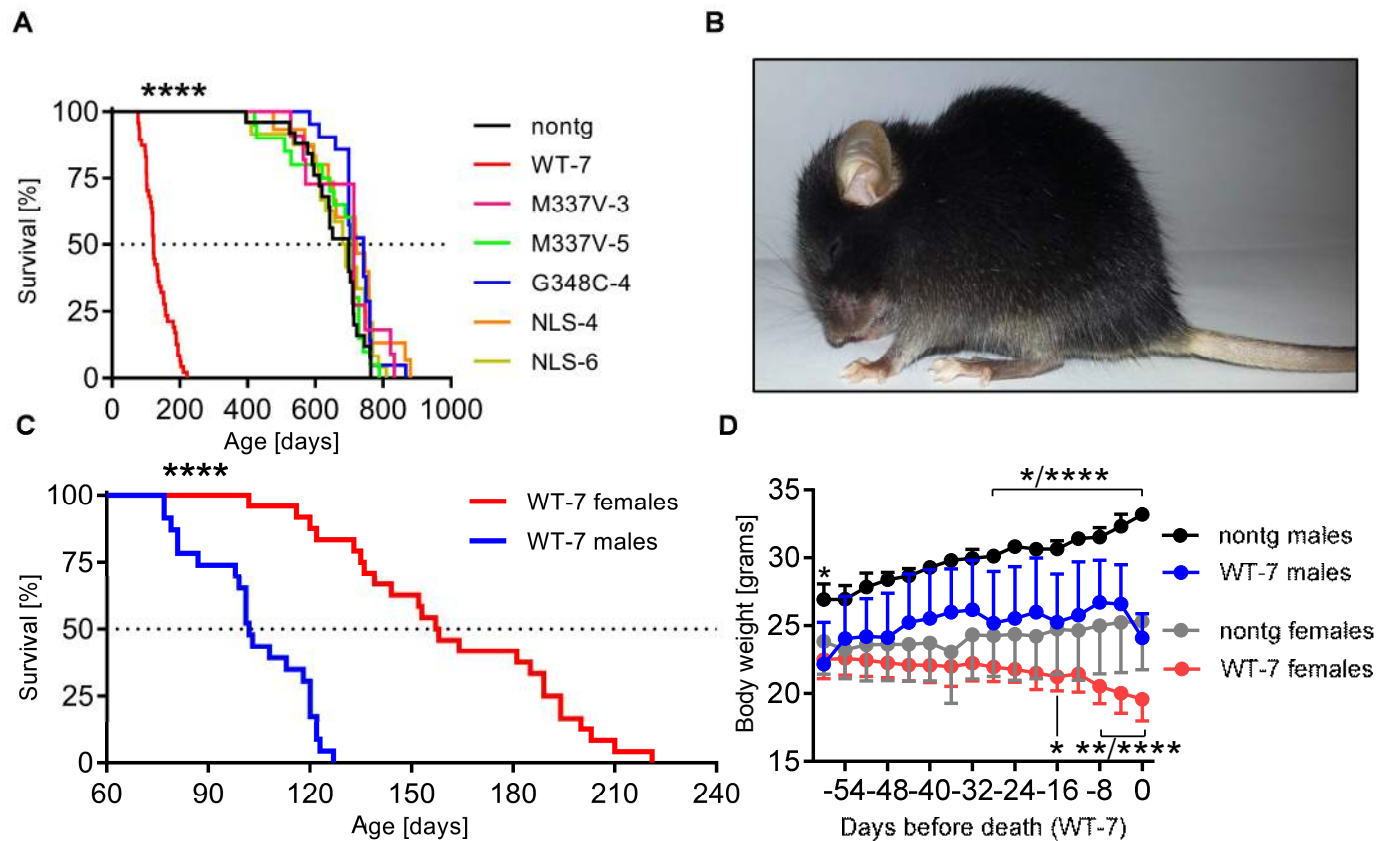 A
B
****
100
75
50
25
0
Survival [%]
0 200 400 600 800 1000
Age [days]
nontg
WT-7
M337V-3
M337V-5
G348C-4
NLS-4
NLS-6
C
D
****
100
75
50
25
0
Survival [%]
60 90 120 150 180 210 240
Age [days]
WT-7 females
WT-7 males
*/****
35
30
25
20
15
Body weight [grams]
*
* **/****
-54 -48 -40 -32 -24 -16 -8 0
Days before death (WT-7)
nontg males
WT-7 males
nontg females
WT-7 females